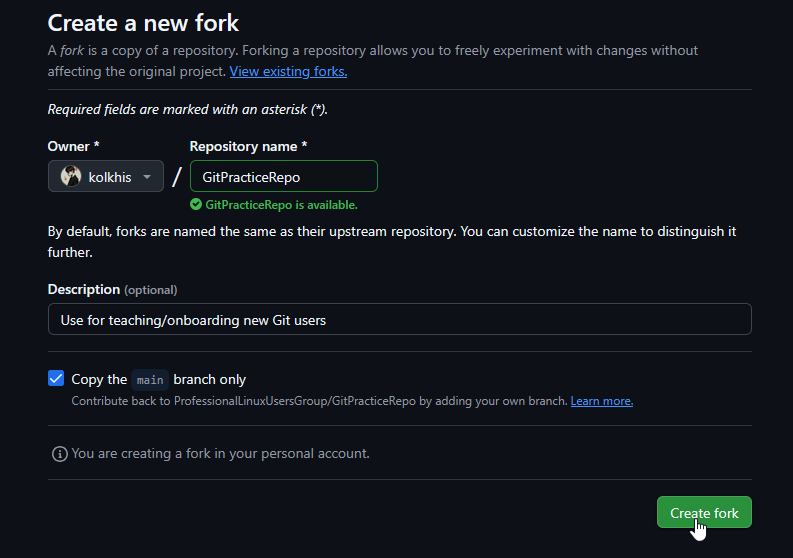 Create a new fork
A fork is a copy of a repository. Forking a repository allows you to freely experiment with changes without
affecting the original project. View existing forks.
Required fields are marked with an asterisk (*).
Owner *
Repository name *
kolkhis
/
GitPracticeRepo
GitPracticeRepo is available.
By default, forks are named the same as their upstream repository. You can customize the name to distinguish it
further.
Description (optional)
Use for teaching/onboarding new Git users
Copy the main branch only
Contribute back to ProfessionalLinuxUsersGroup/GitPracticeRepo by adding your own branch. Learn more.
You are creating a fork in your personal account.
Create fork